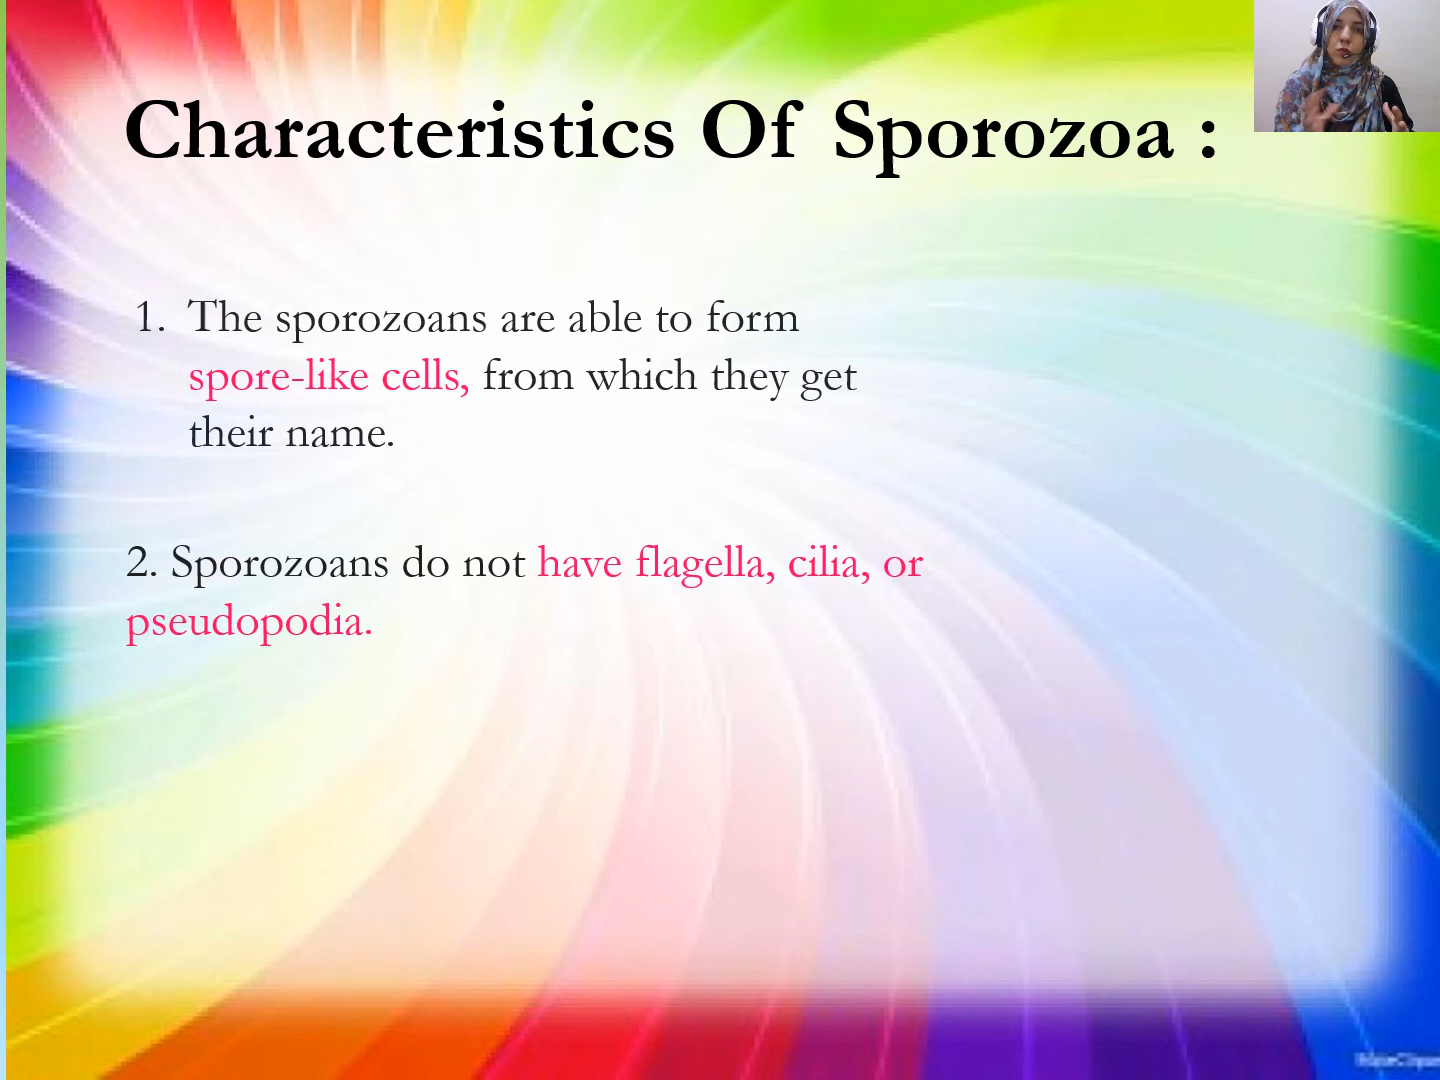 Characteristics Of Sporozoa :
1. The sporozoans are able to form
spore-like cells, from which they get
their name.
2. Sporozoans do not have flagella, cilia, or
pseudopodia.